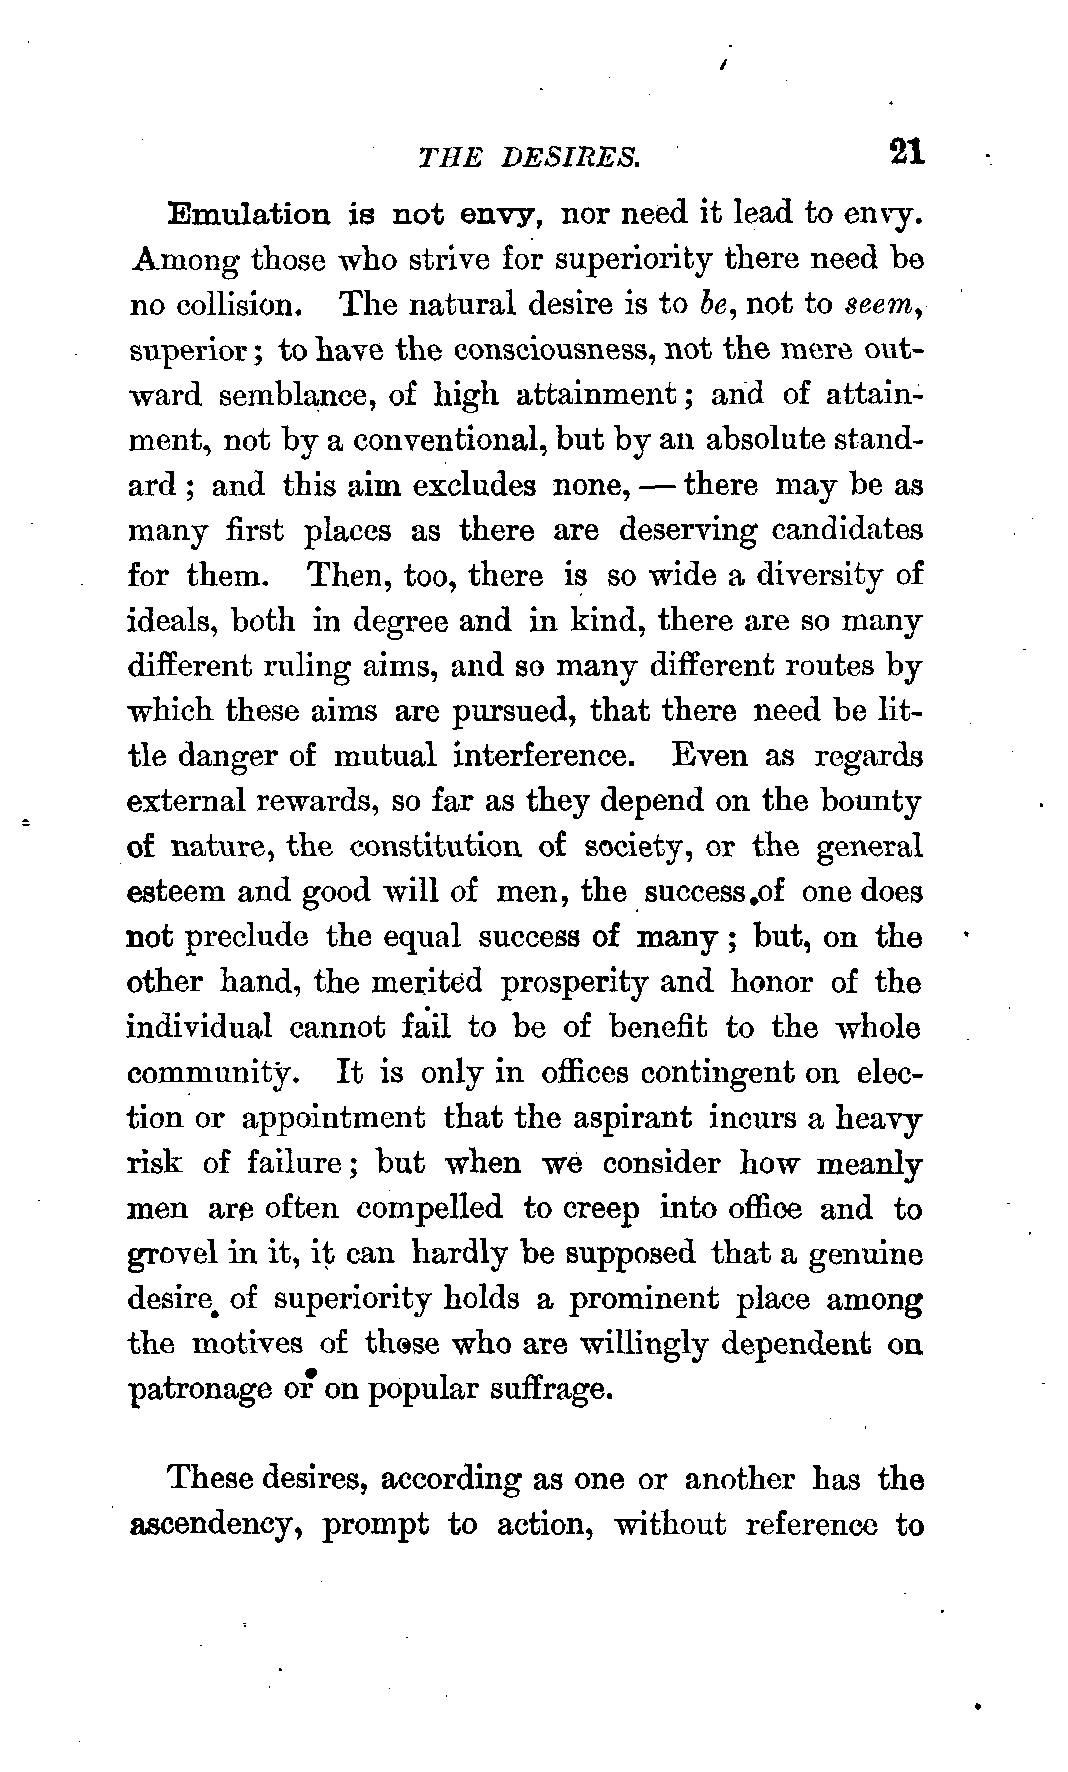 THE DESIRES. 21
Emulation is not envy, nor need it lead to envy.
Among those who strive for superiority there need be
no collision. The natural desire is to be, not to seem,
superior; to have the consciousness, not the mere out-
ward semblance, of high attainment; and of attain-
ment, not by a conventional, but by an absolute stand-
ard; and this aim excludes none, — there may be as
many first places as there are deserving candidates
for them. Then, too, there is so wide a diversity of
ideals, both in degree and in kind, there are so many
different ruling aims, and so many different routes by
which these aims are pursued, that there need be lit-
tle danger of mutual interference. Even as regards
external rewards, so far as they depend on the bounty
of nature, the constitution of society, or the general
esteem and good will of men, the success of one does
not preclude the equal success of many; but, on the
other hand, the merited prosperity and honor of the
individual cannot fail to be of benefit to the whole
community. It is only in offices contingent on elec-
tion or appointment that the aspirant incurs a heavy
risk of failure; but when we consider how meanly
men are often compelled to creep into office and to
grovel in it, it can hardly be supposed that a genuine
desire of superiority holds a prominent place among
the motives of those who are willingly dependent on
patronage or on popular suffrage.
These desires, according as one or another has the
ascendency, prompt to action, without reference to